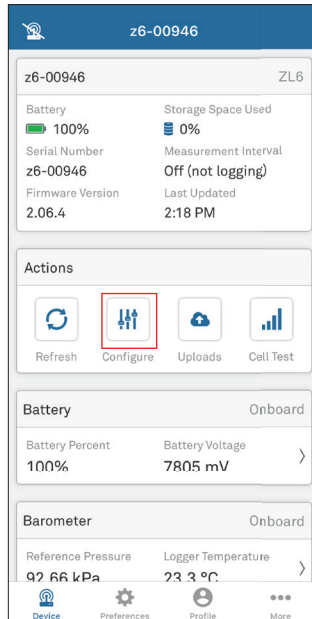 z6-00946
z6-00946 ZL6
Battery Storage Space Used
100% 0%
Serial Number Measurement Interval
z6-00946 Off (not logging)
Firmware Version Last Updated
2.06.4 2:18 PM
Actions
Refresh Configure Uploads Cell Test
Battery Onboard
Battery Percent Battery Voltage
100% 7805 mV
Barometer Onboard
Reference Pressure Logger Temperature
92.66 kPa 23.3 °C
Device Preferences Profile More